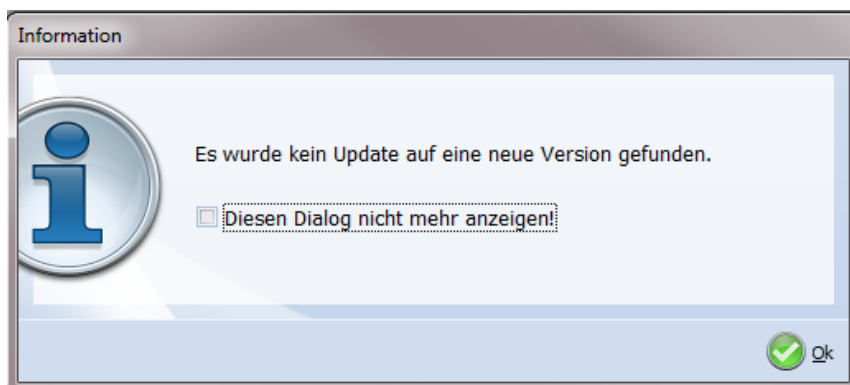 Information
Es wurde kein Update auf eine neue Version gefunden.
Diesen Dialog nicht mehr anzeigen!
Ok